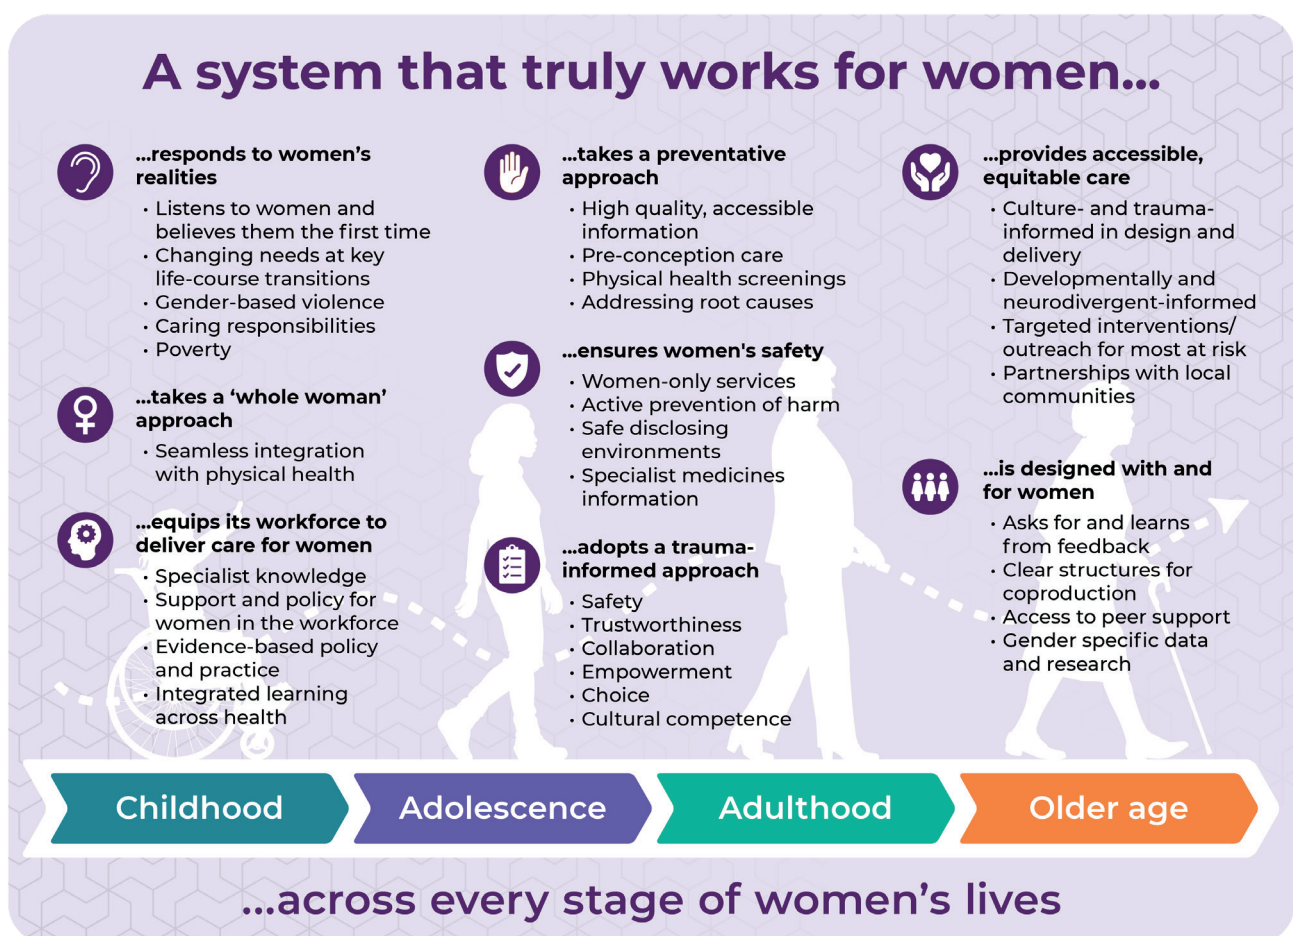 A system that truly works for women...
...responds to women's
realities
· Listens to women and
believes them the first time
· Changing needs at key
life-course transitions
· Gender-based violence
· Caring responsibilities
· Poverty
...takes a ‘whole woman’
approach
· Seamless integration
with physical health
...equips its workforce to
deliver care for women
· Specialist knowledge
· Support and policy for
women in the workforce
· Evidence-based policy
and practice
· Integrated learning
across health
...takes a preventative
approach
· High quality, accessible
information
· Pre-conception care
· Physical health screenings
· Addressing root causes
...ensures women's safety
· Women-only services
· Active prevention of harm
· Safe disclosing
environments
· Specialist medicines
information
...adopts a trauma-
informed approach
· Safety
· Trustworthiness
· Collaboration
· Empowerment
· Choice
· Cultural competence
...provides accessible,
equitable care
· Culture- and trauma-
informed in design and
delivery
· Developmentally and
neurodivergent-informed
· Targeted interventions/
outreach for most at risk
· Partnerships with local
communities
...is designed with and
for women
· Asks for and learns
from feedback
· Clear structures for
coproduction
· Access to peer support
· Gender specific data
and research
Childhood
Adolescence
Adulthood
Older age
...across every stage of women’s lives